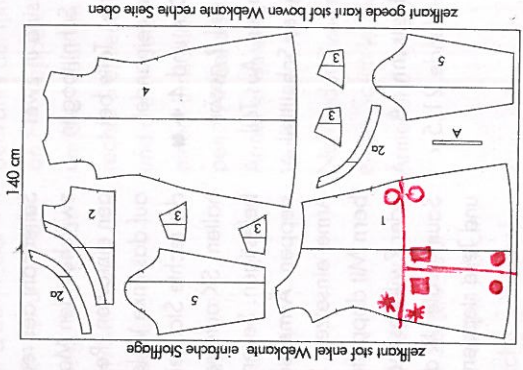 zelfkant stof enkel Webkante einfache Stofflage
5
2a
3
3
2
1
140 cm
2a
A
3
4
5
3
zelfkant goede kant stof boven Webkante rechte Seite oben